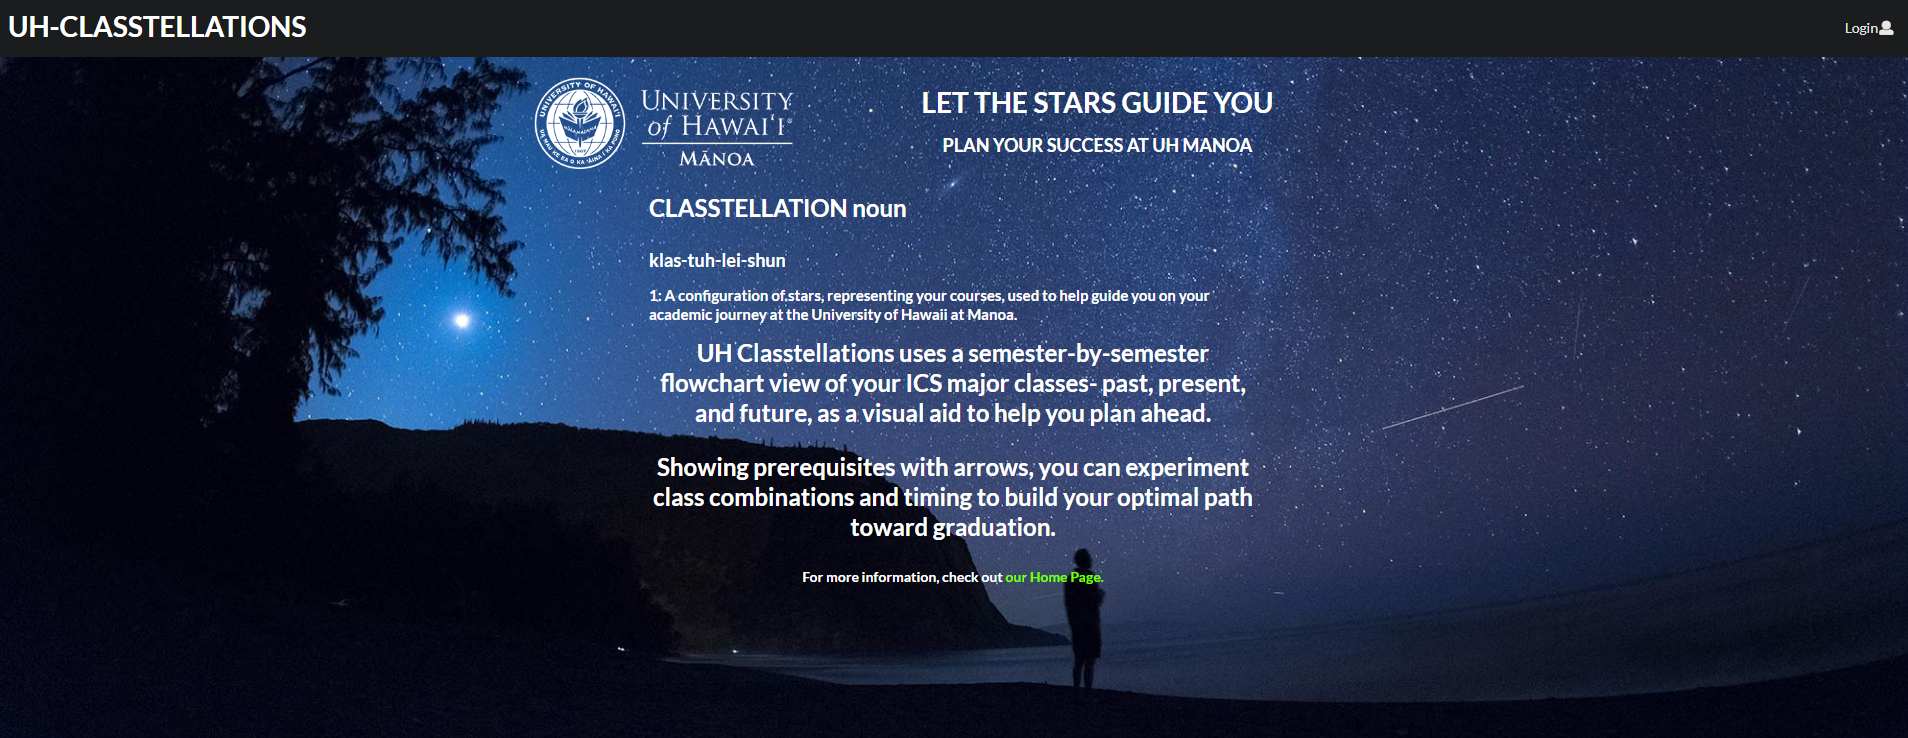 UH-CLASSTELLATIONS
Login
UNIVERSITY OF HAWAI'I
UA MAU KE EA O KA ʻĀINA I KA PONO
1907
UNIVERSITY
of HAWAIʻI®
MĀNOA
LET THE STARS GUIDE YOU
PLAN YOUR SUCCESS AT UH MANOA
CLASSTELLATION noun
klas-tuh-lei-shun
1: A configuration of stars, representing your courses, used to help guide you on your
academic journey at the University of Hawaii at Manoa.
UH Classtellations uses a semester-by-semester
flowchart view of your ICS major classes- past, present,
and future, as a visual aid to help you plan ahead.
Showing prerequisites with arrows, you can experiment
class combinations and timing to build your optimal path
toward graduation.
For more information, check out our Home Page.